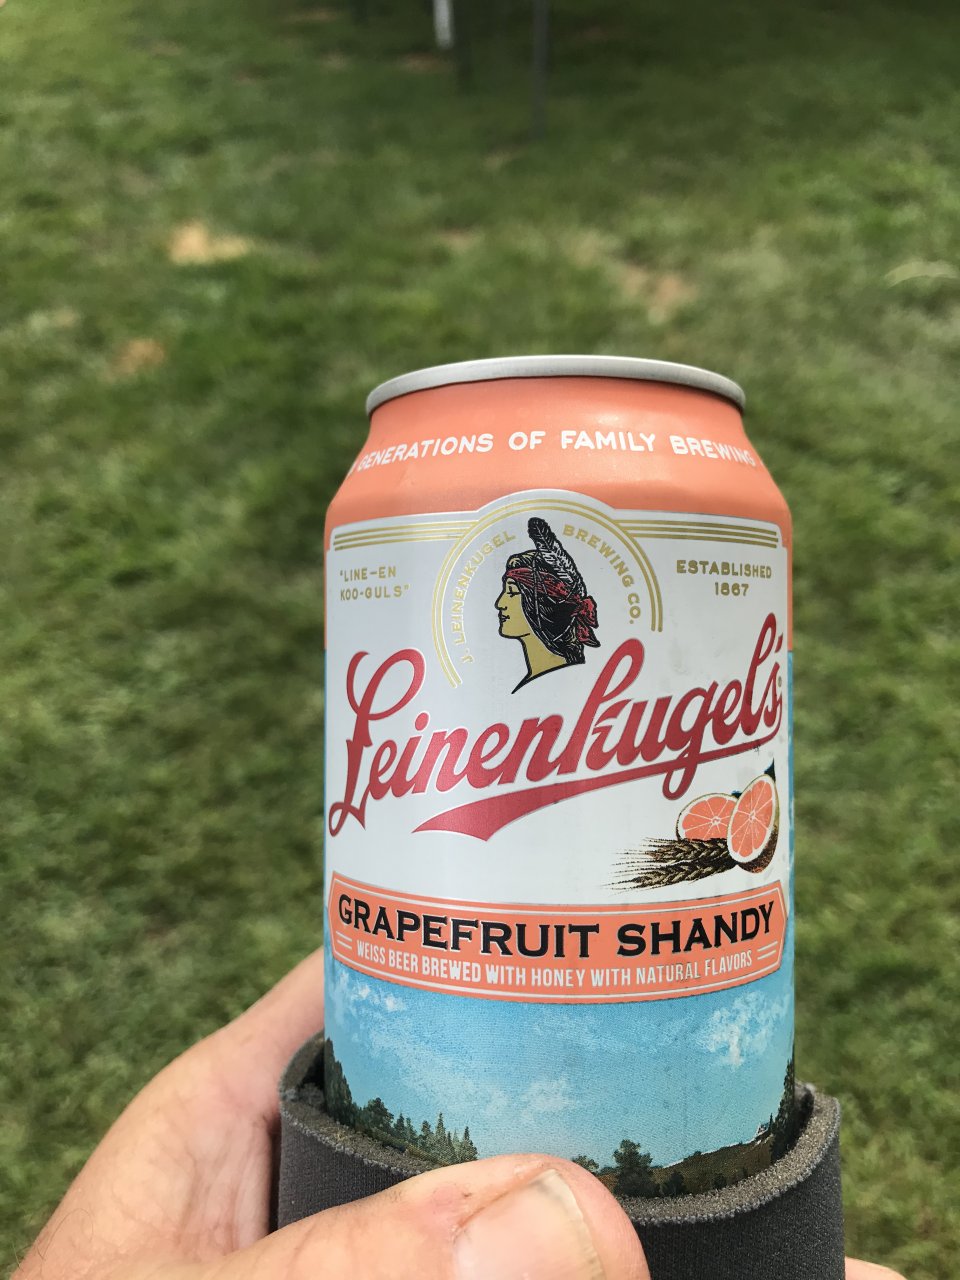 GENERATIONS OF FAMILY BREWING
J. LEINENKUGEL BREWING CO.
"LINE-EN
KOO-GULS"
ESTABLISHED
1867
Leinenkugel's
GRAPEFRUIT SHANDY
WEISS BEER BREWED WITH HONEY WITH NATURAL FLAVORS